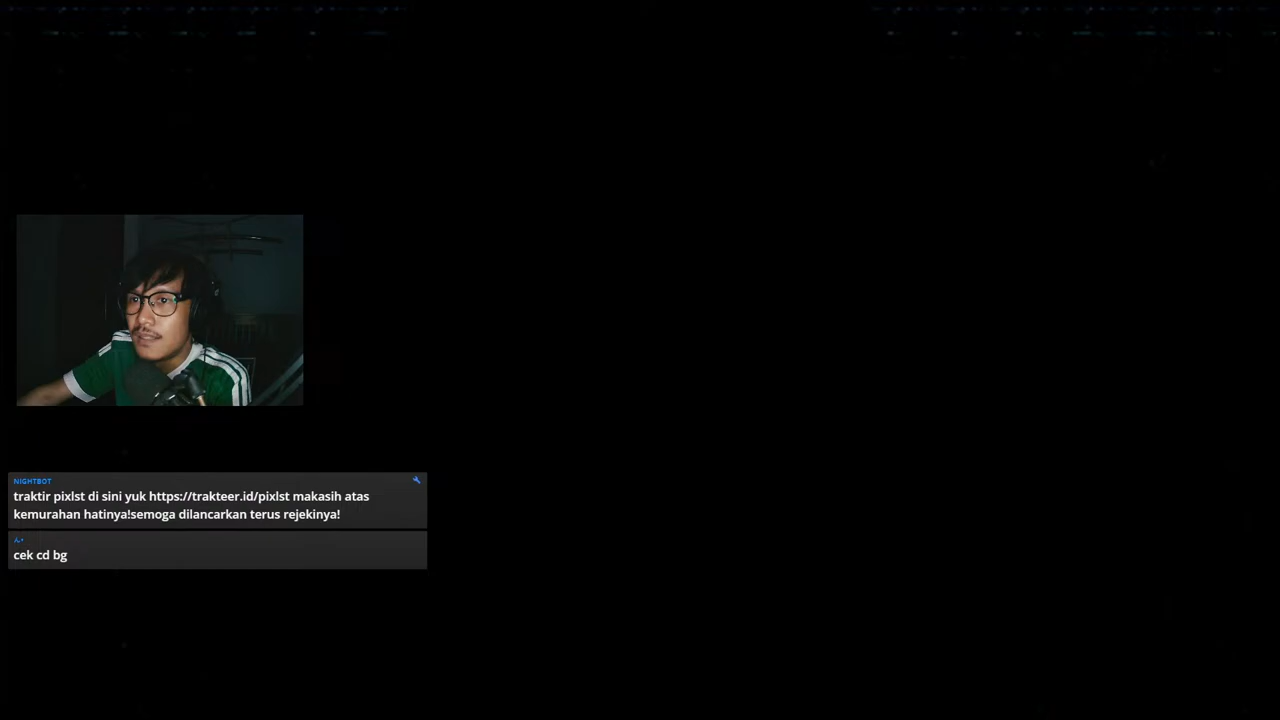 NIGHTBOT
traktir pixlst di sini yuk https://trakteer.id/pixlst makasih atas
kemurahan hatinya!semoga dilancarkan terus rejekinya!
cek cd bg